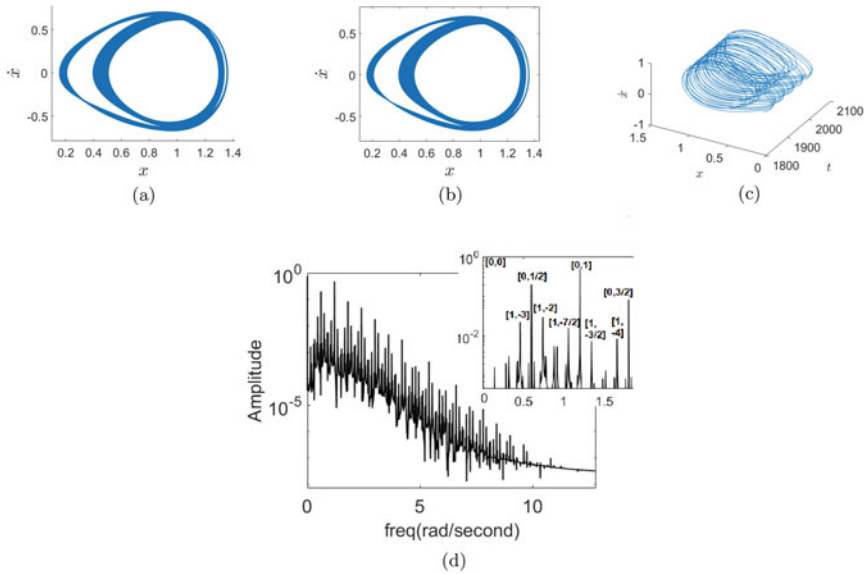 0.5
0
-0.5
ẋ
0.2 0.4 0.6 0.8 1 1.2 1.4
x
(a)
0.5
0
-0.5
ẋ
0.2 0.4 0.6 0.8 1 1.2 1.4
x
(b)
1
0
-1
ẋ
1.5
1
0.5
0
x
1800
1900
2000
2100
t
(c)
10^0
10^-5
Amplitude
0 5 10
freq(rad/second)
10^0
10^-2
[0,0]
[0,1]
[0,1/2]
[0,3/2]
[1,-3]
[1,-2]
[1,-7/2]
[1,
-3/2]
[1,
-4]
0 0.5 1 1.5
(d)